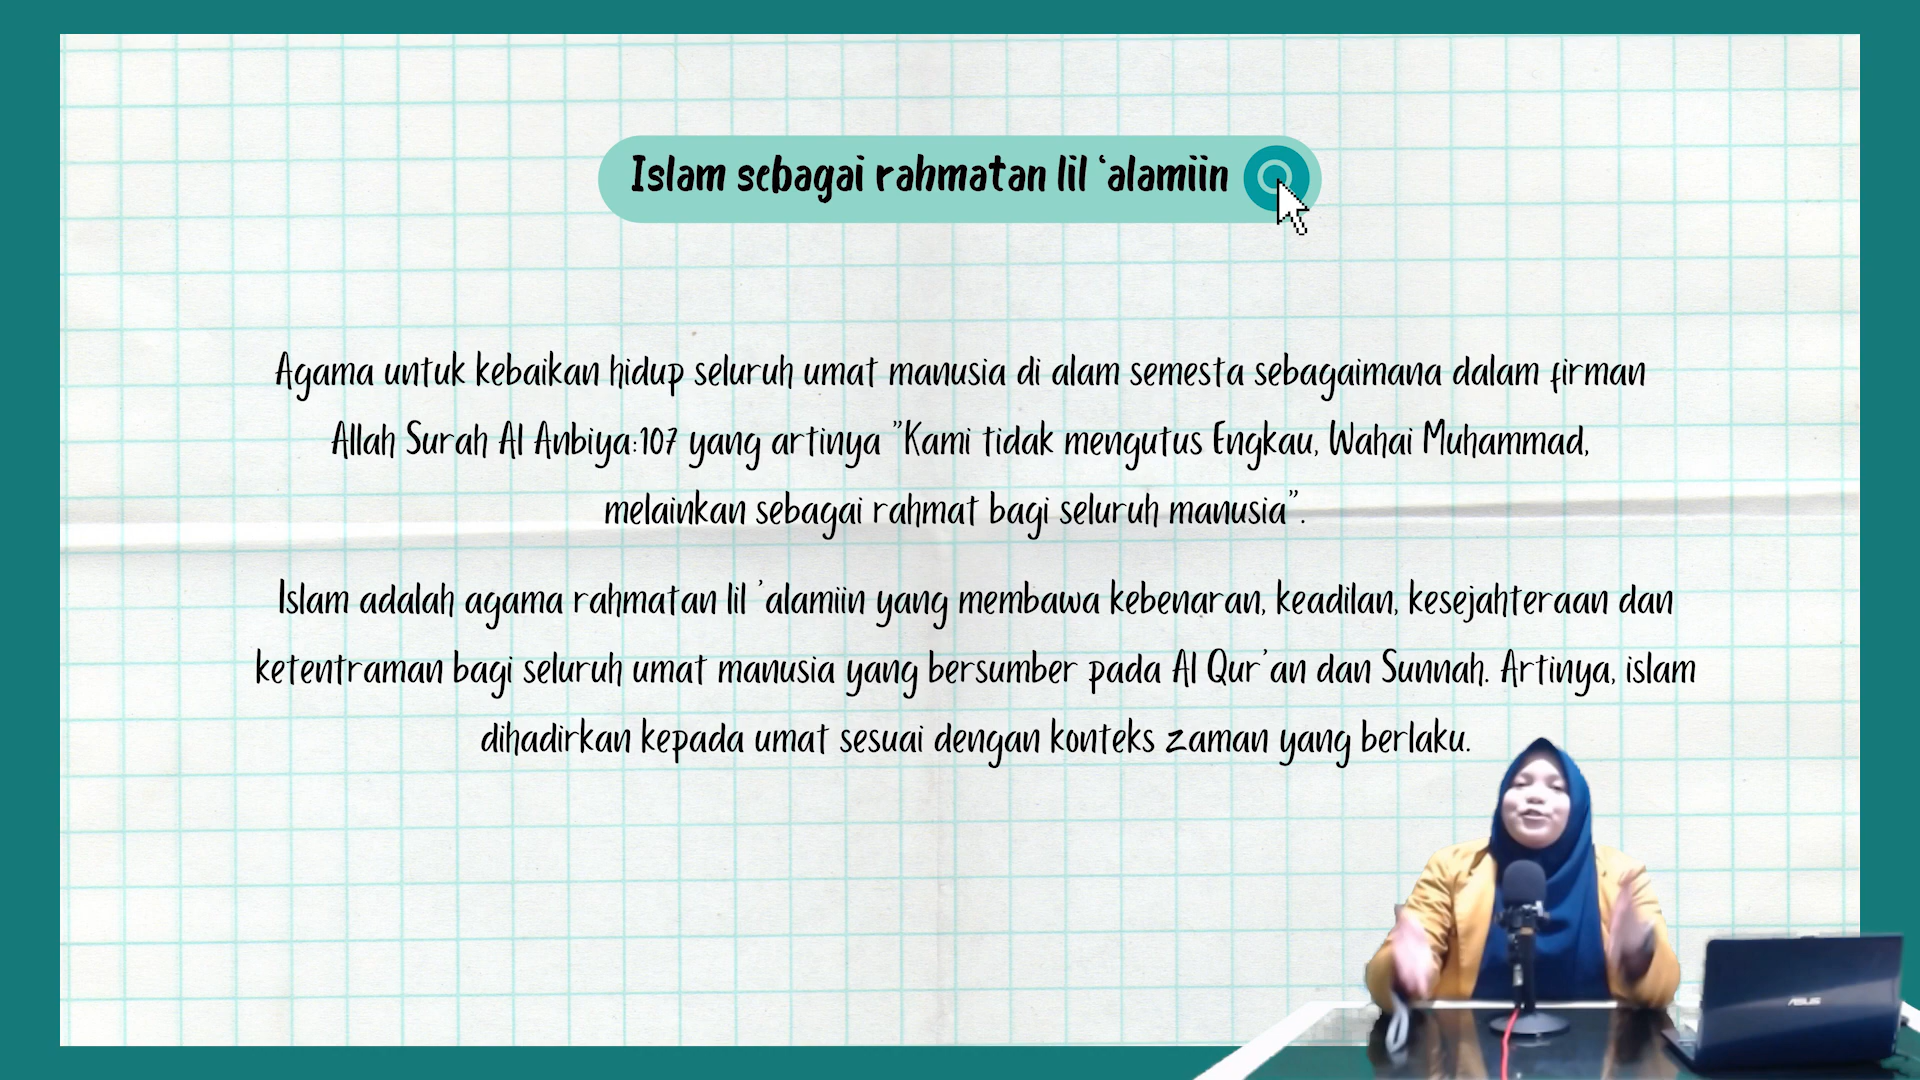 Islam sebagai rahmatan lil ‘alamiin
Agama untuk kebaikan hidup seluruh umat manusia di alam semesta sebagaimana dalam firman
Allah Surah Al Anbiya:107 yang artinya ”Kami tidak mengutus Engkau, Wahai Muhammad,
melainkan sebagai rahmat bagi seluruh manusia”.
Islam adalah agama rahmatan lil ’alamiin yang membawa kebenaran, keadilan, kesejahteraan dan
ketentraman bagi seluruh umat manusia yang bersumber pada Al Qur’an dan Sunnah. Artinya, islam
dihadirkan kepada umat sesuai dengan konteks zaman yang berlaku.
ASUS